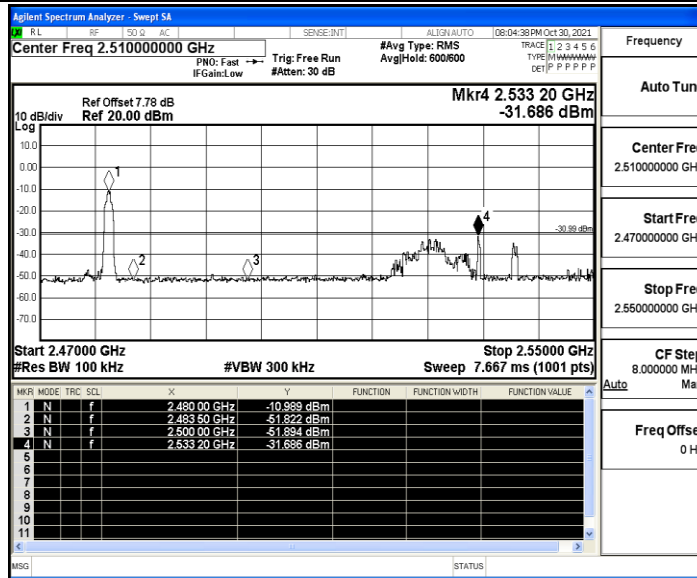 Agilent Spectrum Analyzer - Swept SA
RL RF 50 Ω AC SENSE:INT ALIGN AUTO 08:04:38 PM Oct 30, 2021
Center Freq 2.510000000 GHz
PNO: Fast
IFGain:Low
Trig: Free Run
#Atten: 30 dB
#Avg Type: RMS
Avg|Hold: 600/600
TRACE 1 2 3 4 5 6
TYPE M
DET P P P P P P
Mkr4 2.533 20 GHz
-31.686 dBm
Ref Offset 7.78 dB
10 dB/div Ref 20.00 dBm
Log
10.0
0.00
-10.0
-20.0
-30.0
-40.0
-50.0
-60.0
-70.0
1
2
3
4
-30.99 dBm
Start 2.47000 GHz Stop 2.55000 GHz
#Res BW 100 kHz #VBW 300 kHz Sweep 7.667 ms (1001 pts)
MKR MODE TRC SCL X Y FUNCTION FUNCTION WIDTH FUNCTION VALUE
1 N f 2.480 00 GHz -10.989 dBm
2 N f 2.483 50 GHz -51.822 dBm
3 N f 2.500 00 GHz -51.894 dBm
4 N f 2.533 20 GHz -31.686 dBm
5
6
7
8
9
10
11
MSG STATUS
Frequency
Auto Tun
Center Fre
2.510000000 GH
Start Fre
2.470000000 GH
Stop Fre
2.550000000 GH
CF Step
8.000000 MH
Auto Ma
Freq Offse
0 H